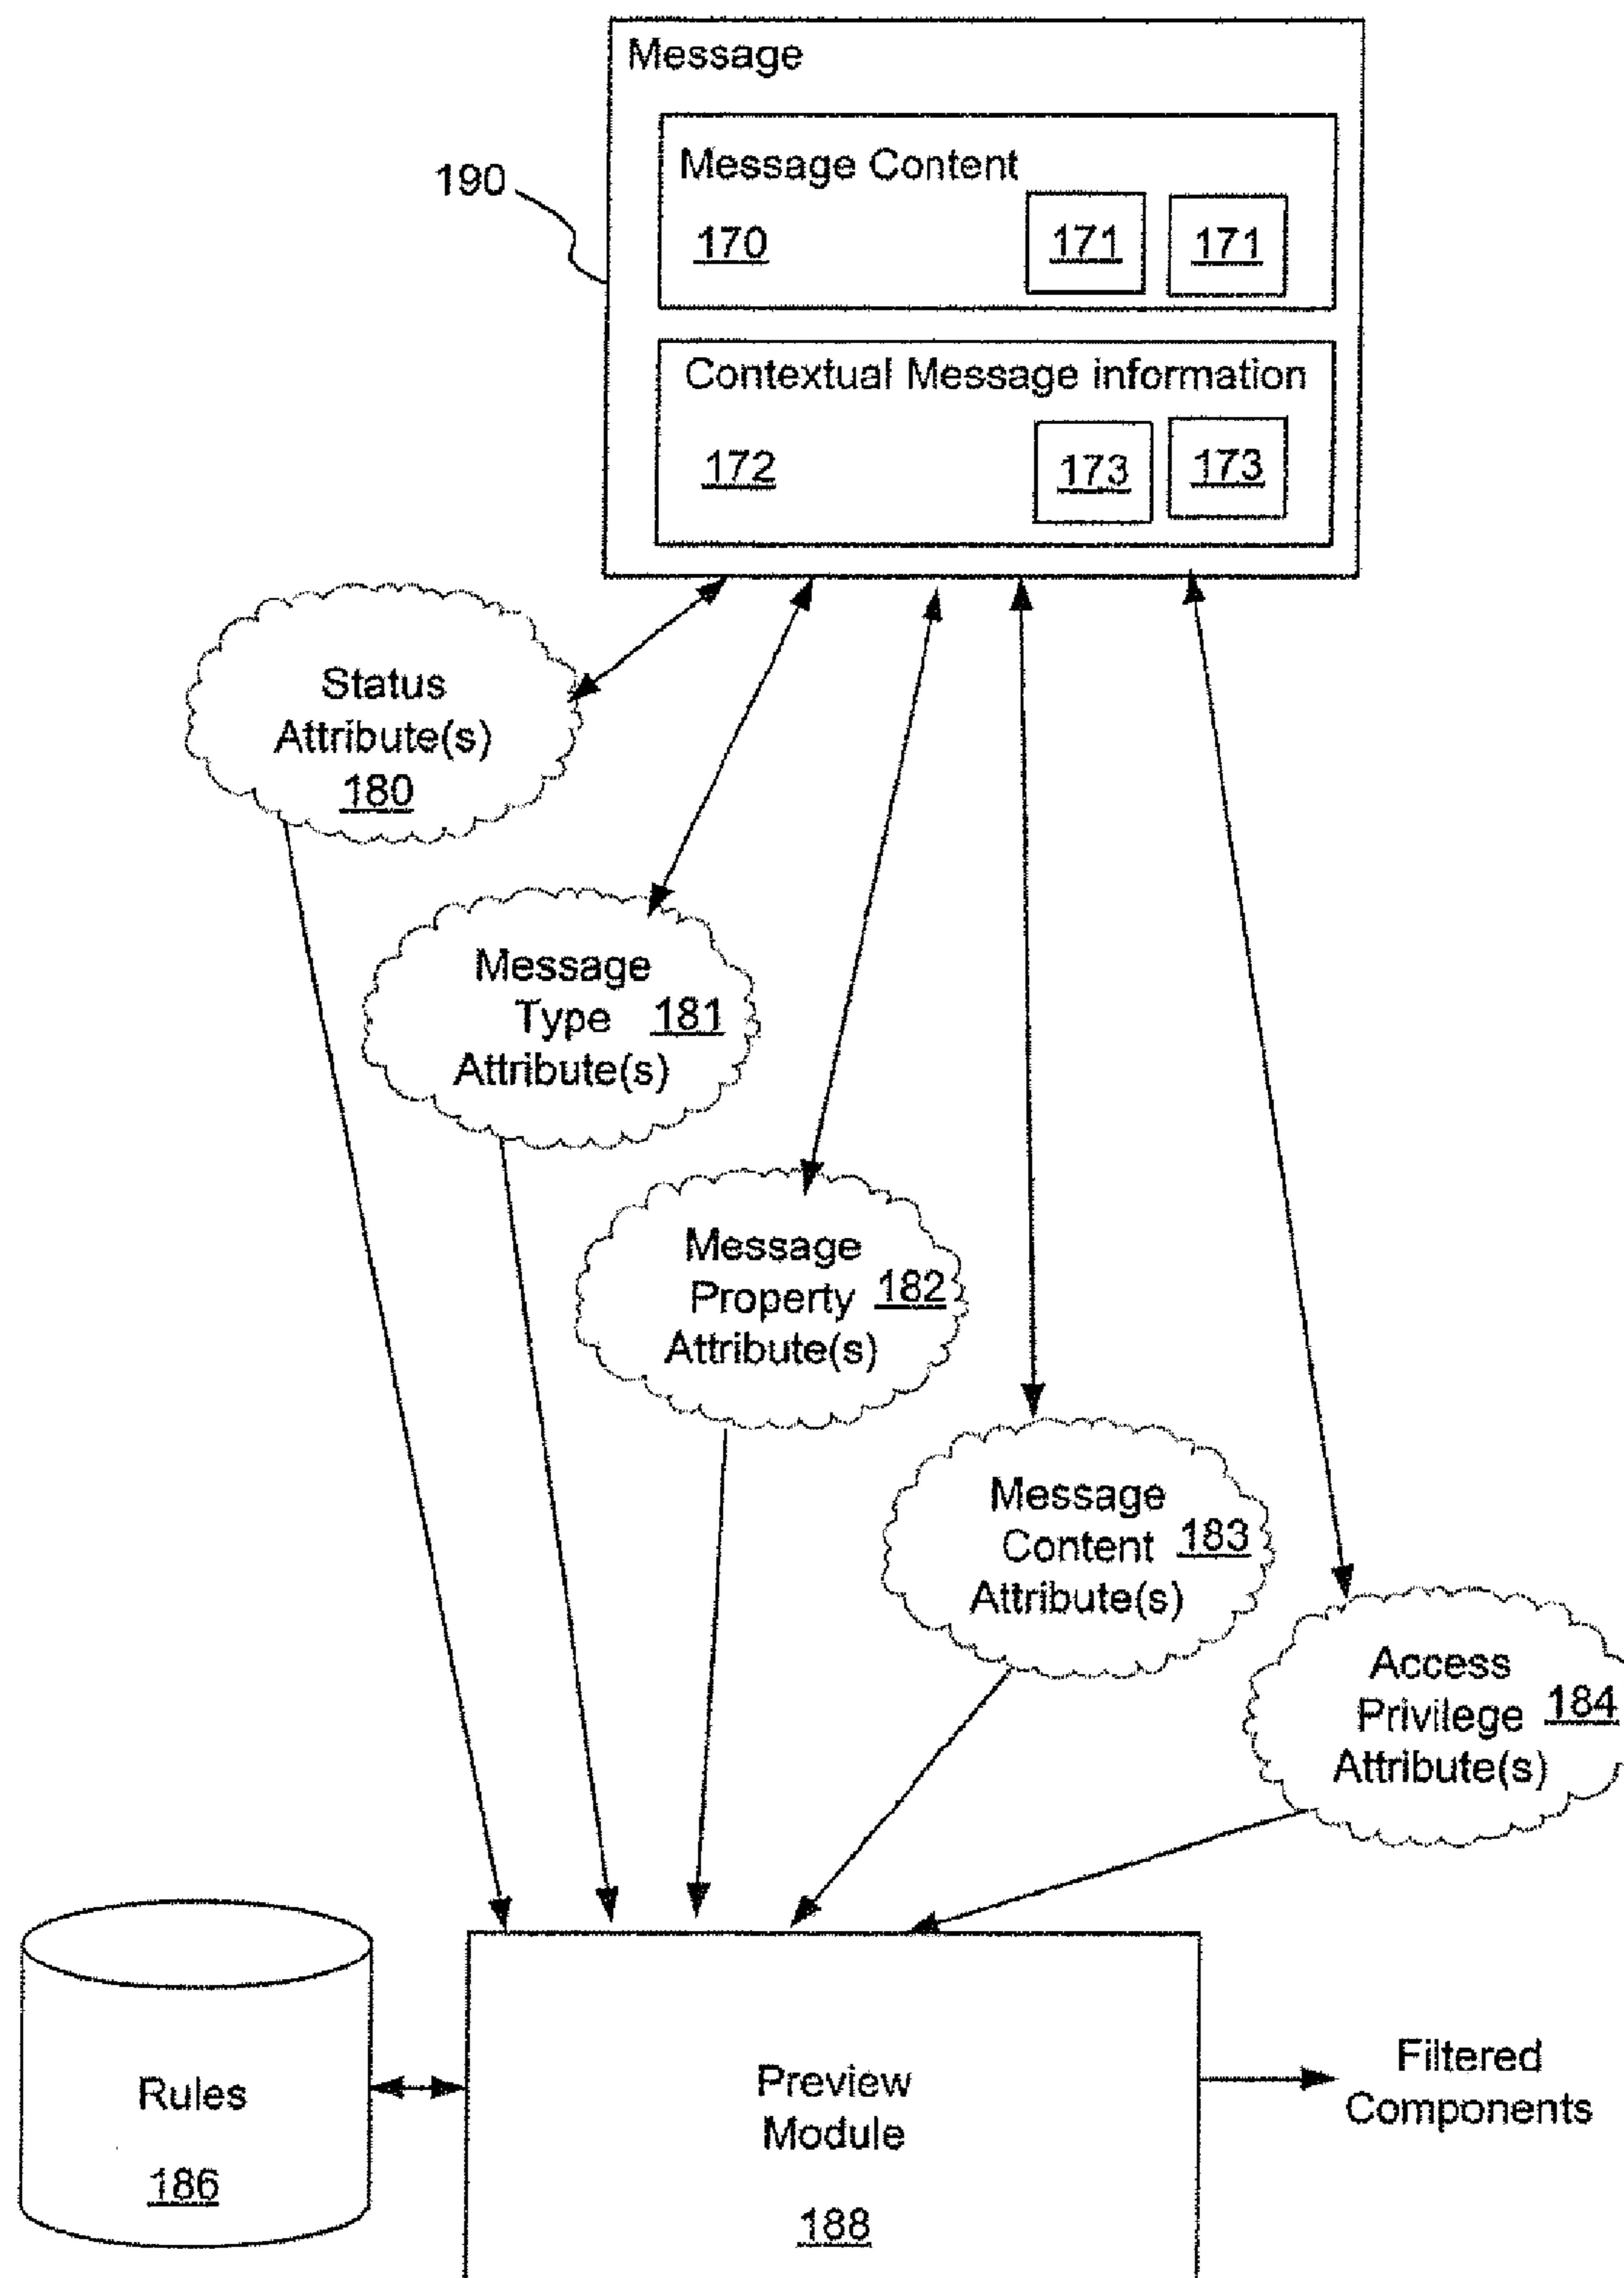 Message
Message Content
190
170
171
171
Contextual Message information
172
173
173
Status
Attribute(s)
180
Message
Type 181
Attribute(s)
Message
Property 182
Attribute(s)
Message
Content 183
Attribute(s)
Access
Privilege 184
Attribute(s)
Rules
186
Preview
Module
188
Filtered
Components